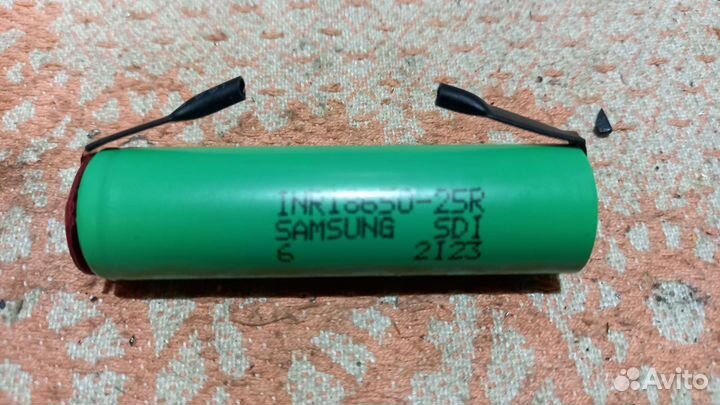 INR18650-25R
SAMSUNG SDI
6 2I23
Avito